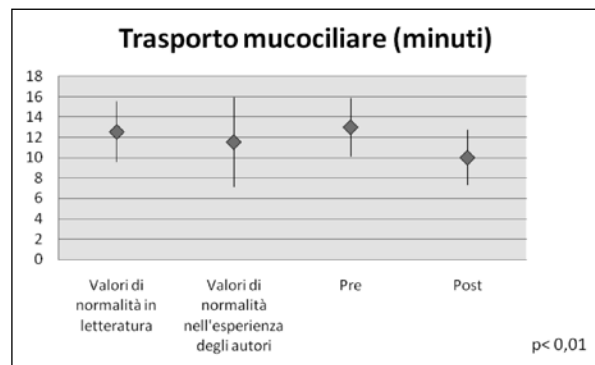 Trasporto mucociliare (minuti)
18
16
14
12
10
8
6
4
2
0
Valori di
normalità in
letteratura
Valori di
normalità
nell'esperienza
degli autori
Pre
Post
p< 0,01